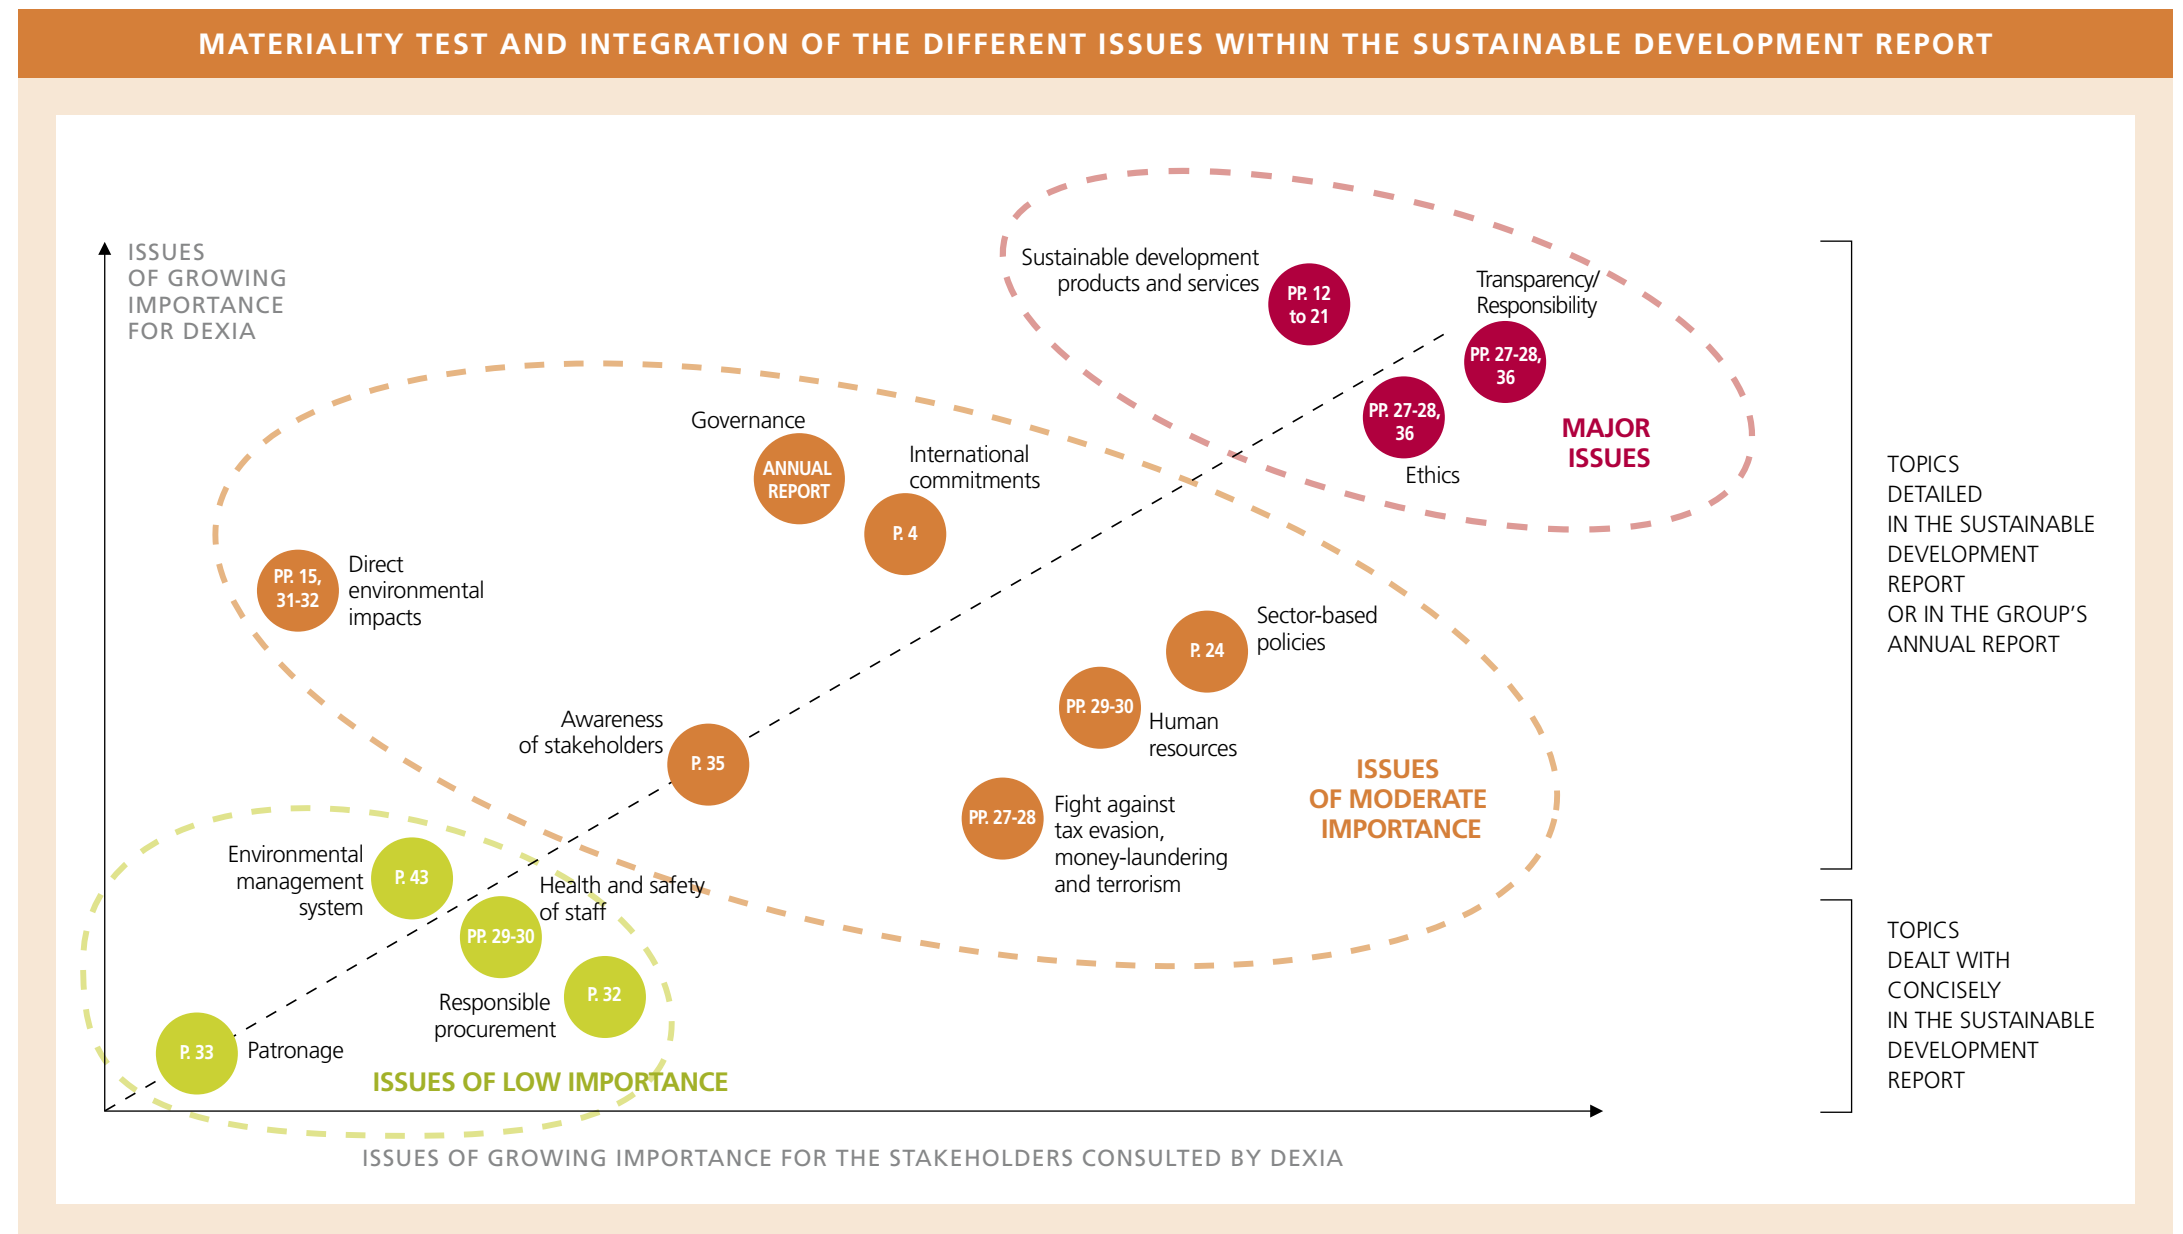 MATERIALITY TEST AND INTEGRATION OF THE DIFFERENT ISSUES WITHIN THE SUSTAINABLE DEVELOPMENT REPORT
ISSUES
OF GROWING
IMPORTANCE
FOR DEXIA
Sustainable development
products and services
PP. 12
to 21
Transparency/
Responsibility
PP. 27-28,
36
PP. 27-28,
36
Ethics
MAJOR
ISSUES
Governance
ANNUAL
REPORT
International
commitments
P. 4
PP. 15,
31-32
Direct
environmental
impacts
Sector-based
policies
P. 24
PP. 29-30
Human
resources
Awareness
of stakeholders
P. 35
PP. 27-28
Fight against
tax evasion,
money-laundering
and terrorism
ISSUES
OF MODERATE
IMPORTANCE
Environmental
management
system
P. 43
Health and safety
of staff
PP. 29-30
Responsible
procurement
P. 32
P. 33
Patronage
ISSUES OF LOW IMPORTANCE
ISSUES OF GROWING IMPORTANCE FOR THE STAKEHOLDERS CONSULTED BY DEXIA
TOPICS
DETAILED
IN THE SUSTAINABLE
DEVELOPMENT
REPORT
OR IN THE GROUP'S
ANNUAL REPORT
TOPICS
DEALT WITH
CONCISELY
IN THE SUSTAINABLE
DEVELOPMENT
REPORT